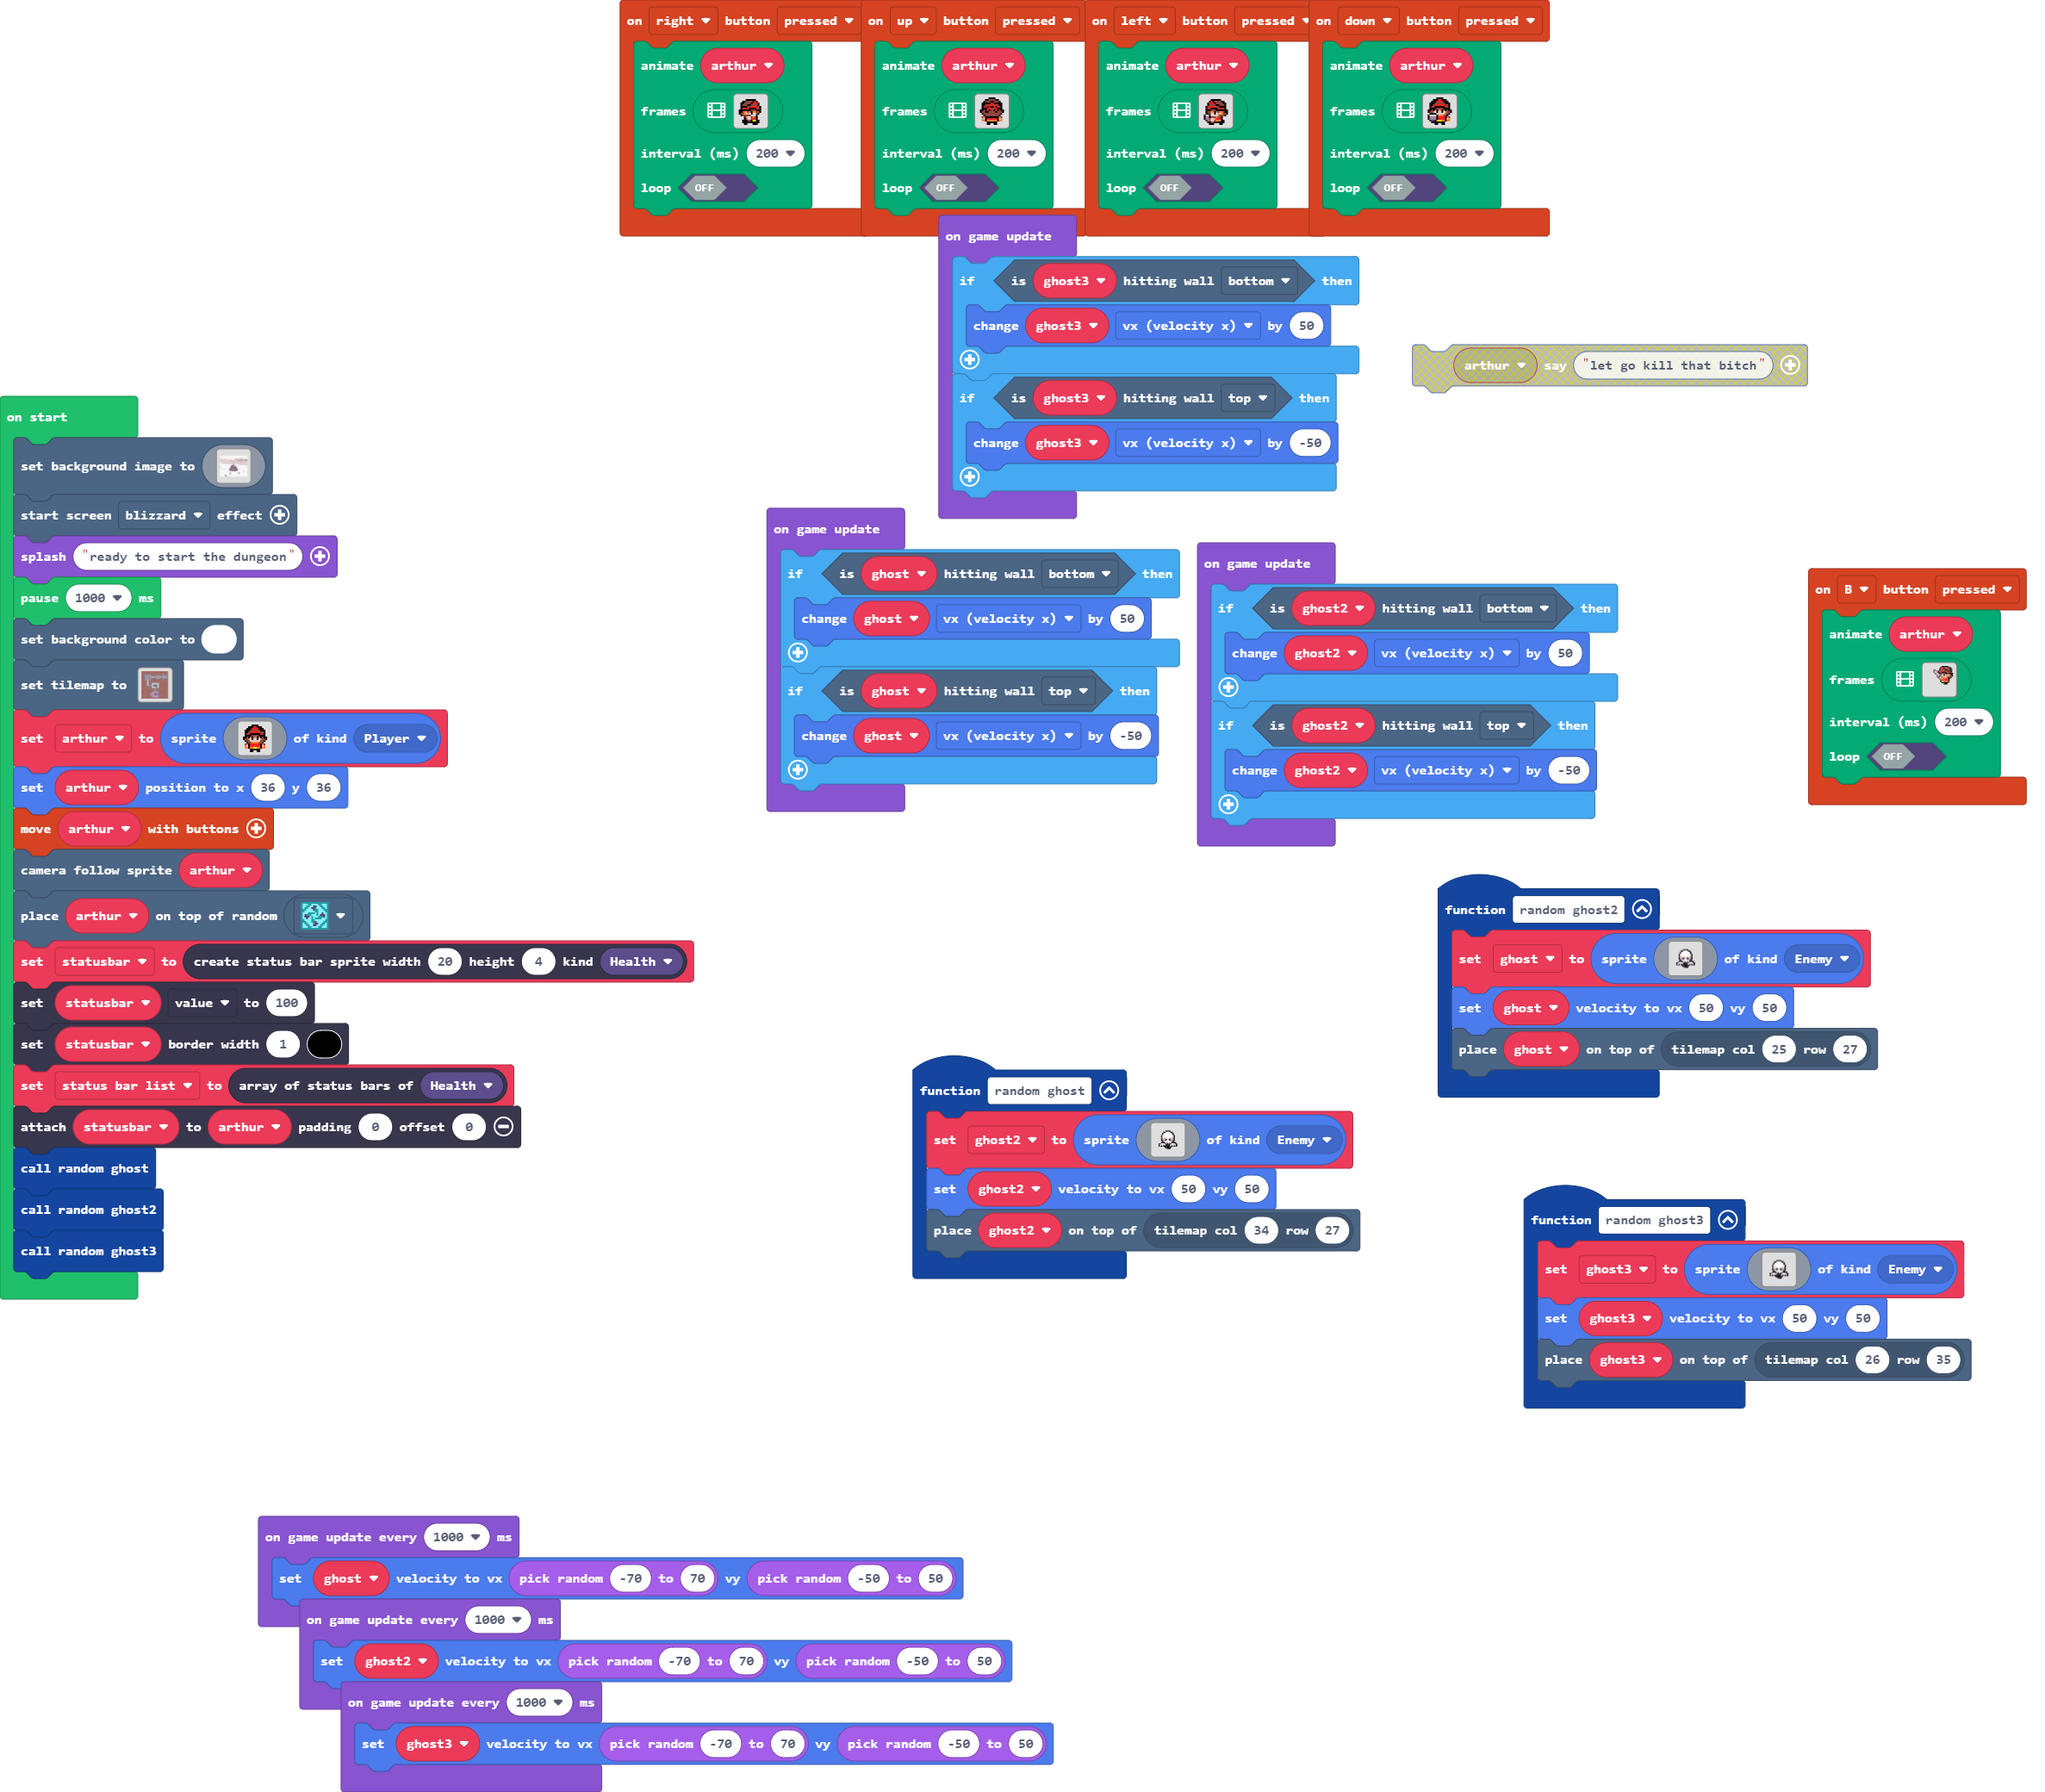 on right button pressed
animate arthur
frames
interval (ms) 200
loop OFF
on up button pressed
animate arthur
frames
interval (ms) 200
loop OFF
on left button pressed
animate arthur
frames
interval (ms) 200
loop OFF
on down button pressed
animate arthur
frames
interval (ms) 200
loop OFF
on game update
if is ghost3 hitting wall bottom then
change ghost3 vx (velocity x) by 50
if is ghost3 hitting wall top then
change ghost3 vx (velocity x) by -50
arthur say "let go kill that bitch"
on start
set background image to
start screen blizzard effect
splash "ready to start the dungeon"
pause 1000 ms
set background color to
set tilemap to
set arthur to sprite of kind Player
set arthur position to x 36 y 36
move arthur with buttons
camera follow sprite arthur
place arthur on top of random
set statusbar to create status bar sprite width 20 height 4 kind Health
set statusbar value to 100
set statusbar border width 1
set status bar list to array of status bars of Health
attach statusbar to arthur padding 0 offset 0
call random ghost
call random ghost2
call random ghost3
on game update
if is ghost hitting wall bottom then
change ghost vx (velocity x) by 50
if is ghost hitting wall top then
change ghost vx (velocity x) by -50
on game update
if is ghost2 hitting wall bottom then
change ghost2 vx (velocity x) by 50
if is ghost2 hitting wall top then
change ghost2 vx (velocity x) by -50
on B button pressed
animate arthur
frames
interval (ms) 200
loop OFF
function random ghost2
set ghost to sprite of kind Enemy
set ghost velocity to vx 50 vy 50
place ghost on top of tilemap col 25 row 27
function random ghost
set ghost2 to sprite of kind Enemy
set ghost2 velocity to vx 50 vy 50
place ghost2 on top of tilemap col 34 row 27
function random ghost3
set ghost3 to sprite of kind Enemy
set ghost3 velocity to vx 50 vy 50
place ghost3 on top of tilemap col 26 row 35
on game update every 1000 ms
set ghost velocity to vx pick random -70 to 70 vy pick random -50 to 50
on game update every 1000 ms
set ghost2 velocity to vx pick random -70 to 70 vy pick random -50 to 50
on game update every 1000 ms
set ghost3 velocity to vx pick random -70 to 70 vy pick random -50 to 50